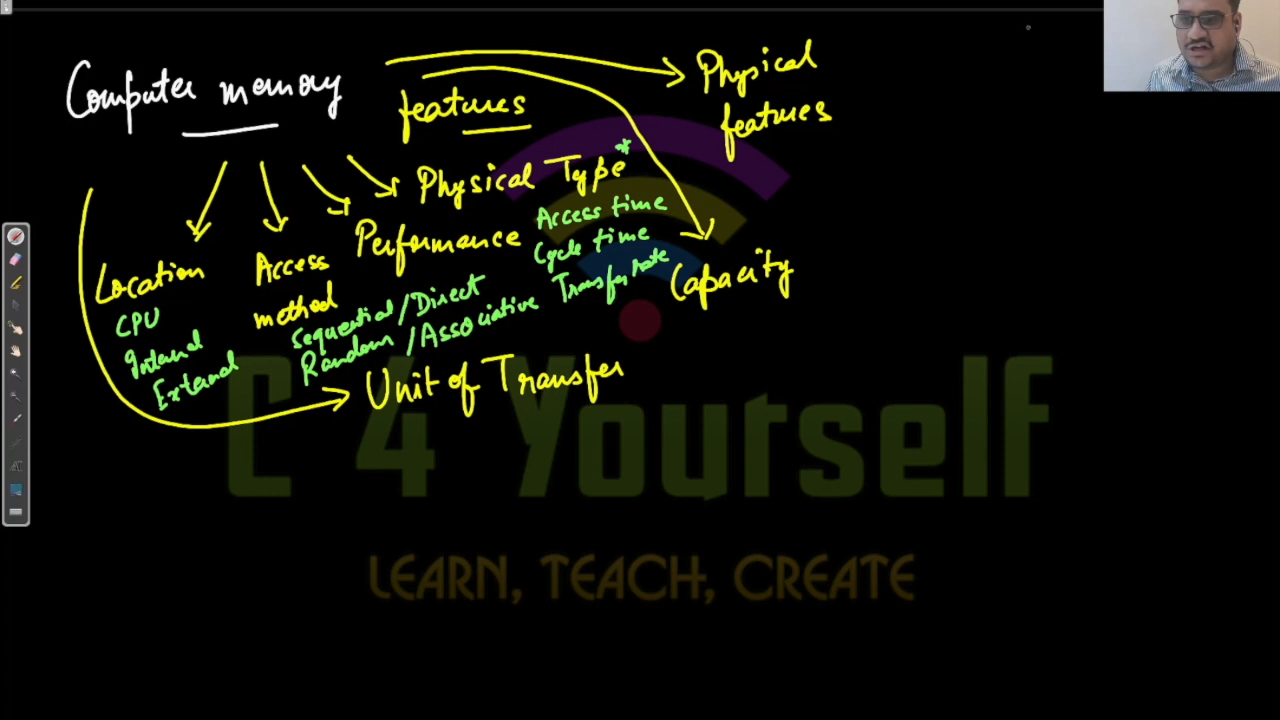 Computer memory
features
Physical
features
Physical Type*
Access time
Cycle time
Transfer rate
Performance
Capacity
Location
CPU
Internal
External
Access
method
Sequential/Direct
Random/Associative
Unit of Transfer
C 4 Yourself
LEARN, TEACH, CREATE